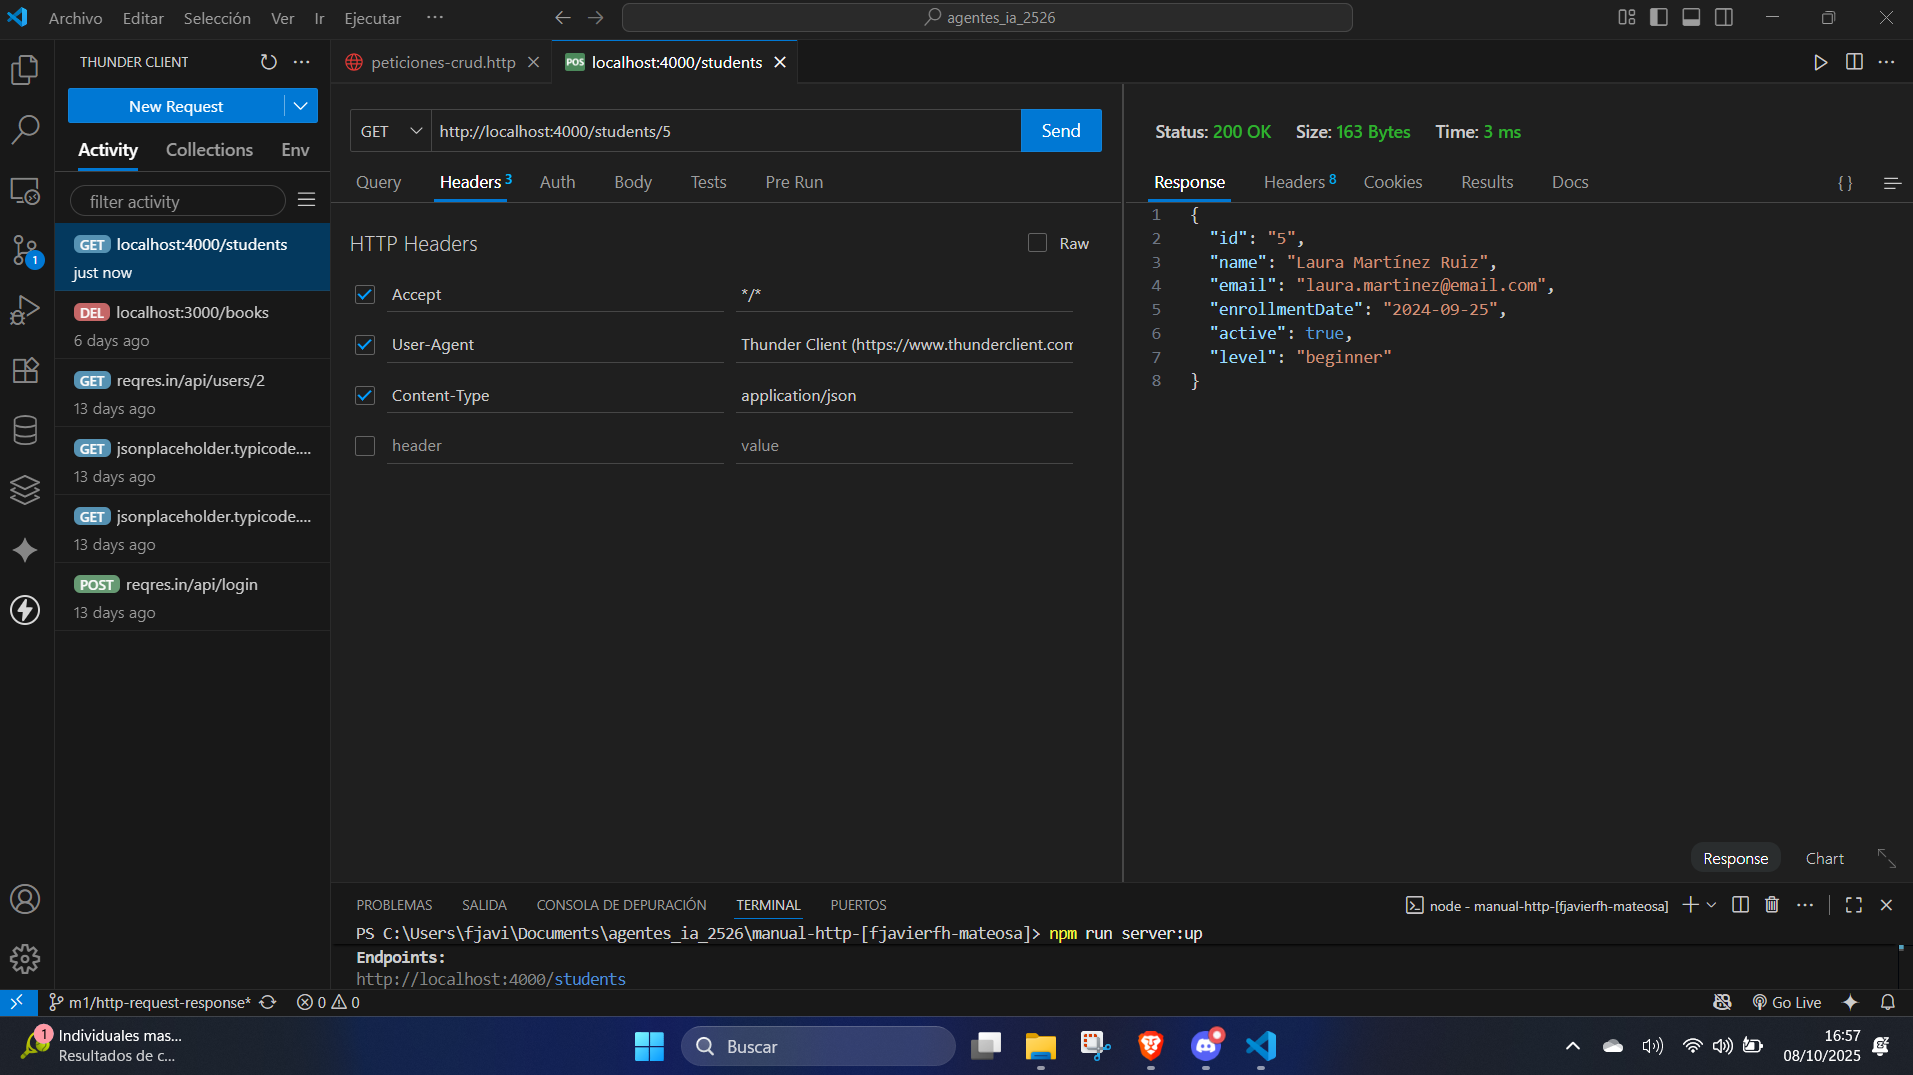 Archivo Editar Selección Ver Ir Ejecutar ···
agentes_ia_2526
THUNDER CLIENT
New Request
Activity Collections Env
filter activity
GET localhost:4000/students
just now
DEL localhost:3000/books
6 days ago
GET reqres.in/api/users/2
13 days ago
GET jsonplaceholder.typicode....
13 days ago
GET jsonplaceholder.typicode....
13 days ago
POST reqres.in/api/login
13 days ago
1
peticiones-crud.http
POS localhost:4000/students
GET http://localhost:4000/students/5 Send
Query Headers 3 Auth Body Tests Pre Run
HTTP Headers Raw
Accept */*
User-Agent Thunder Client (https://www.thunderclient.com
Content-Type application/json
header value
Status: 200 OK Size: 163 Bytes Time: 3 ms
Response Headers 8 Cookies Results Docs {}
1 {
2 "id": "5",
3 "name": "Laura Martínez Ruiz",
4 "email": "laura.martinez@email.com",
5 "enrollmentDate": "2024-09-25",
6 "active": true,
7 "level": "beginner"
8 }
Response Chart
PROBLEMAS SALIDA CONSOLA DE DEPURACIÓN TERMINAL PUERTOS
node - manual-http-[fjavierfh-mateosa]
PS C:\Users\fjavi\Documents\agentes_ia_2526\manual-http-[fjavierfh-mateosa]> npm run server:up
Endpoints:
http://localhost:4000/students
m1/http-request-response* 0 0
Go Live
1
Individuales mas...
Resultados de c...
Buscar
16:57
08/10/2025